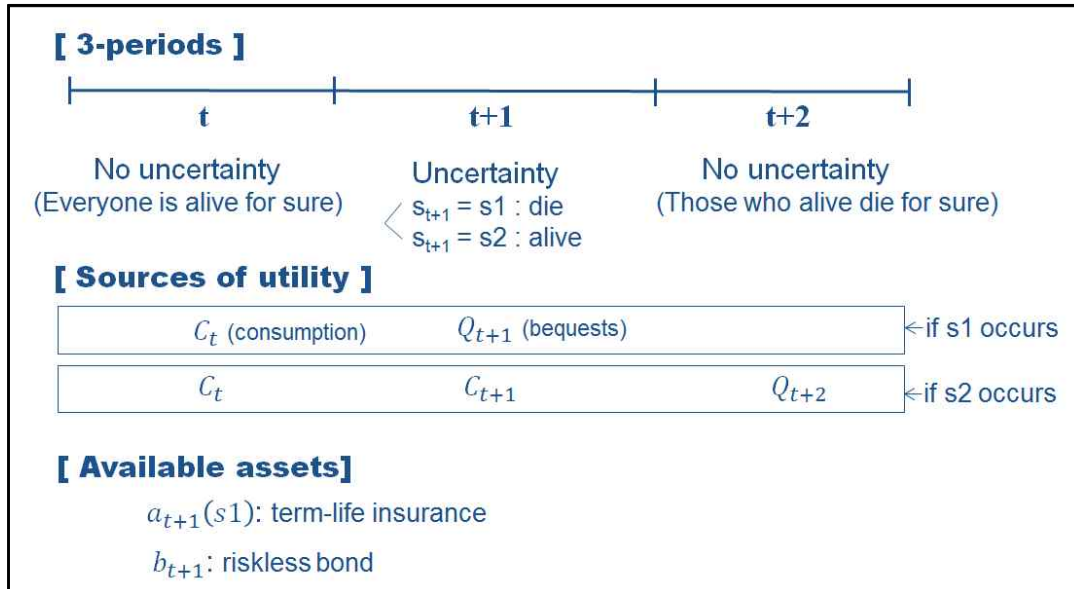 [ 3-periods ]
t t+1 t+2
No uncertainty Uncertainty No uncertainty
(Everyone is alive for sure) (Those who alive die for sure)
s_{t+1} = s1 : die
s_{t+1} = s2 : alive
[ Sources of utility ]
C_t (consumption) Q_{t+1} (bequests) ←if s1 occurs
C_t C_{t+1} Q_{t+2} ←if s2 occurs
[ Available assets]
a_{t+1}(s1): term-life insurance
b_{t+1}: riskless bond